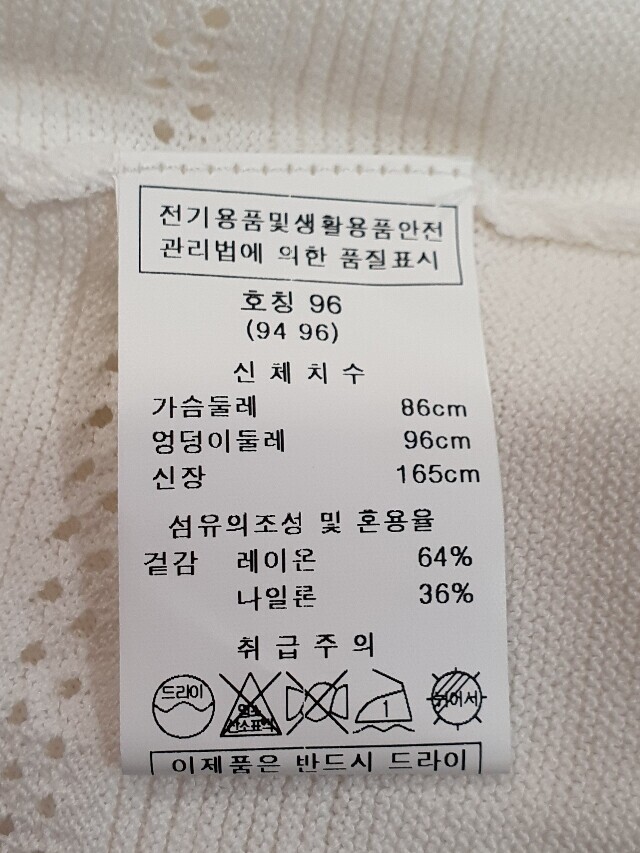 전기용품및생활용품안전
관리법에 의한 품질표시
호칭 96
(94 96)
신체치수
가슴둘레 86cm
엉덩이둘레 96cm
신장 165cm
섬유의조성 및 혼용율
겉감 레이온 64%
나일론 36%
취급주의
드라이 염소 산소표백 1 뉘어서
이제품은 반드시 드라이